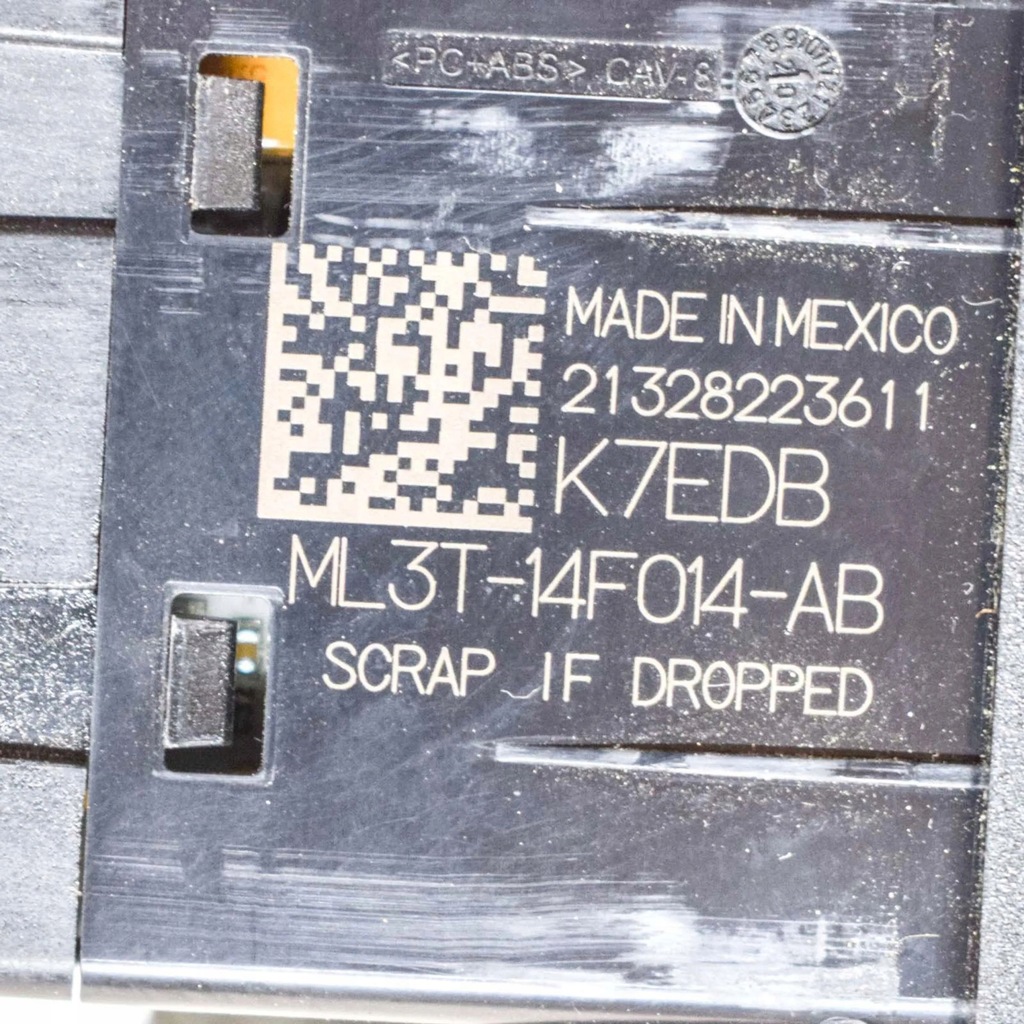 <PC+ABS> CAV-8
MADE IN MEXICO
21328223611
K7EDB
ML3T-14F014-AB
SCRAP IF DROPPED